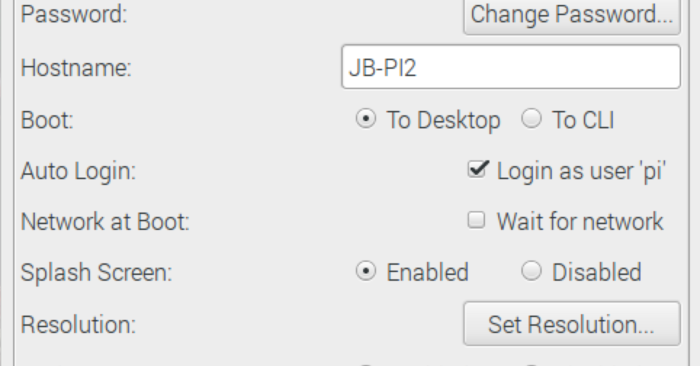 Password: Change Password...
Hostname: JB-PI2
Boot: To Desktop To CLI
Auto Login: Login as user 'pi'
Network at Boot: Wait for network
Splash Screen: Enabled Disabled
Resolution: Set Resolution...